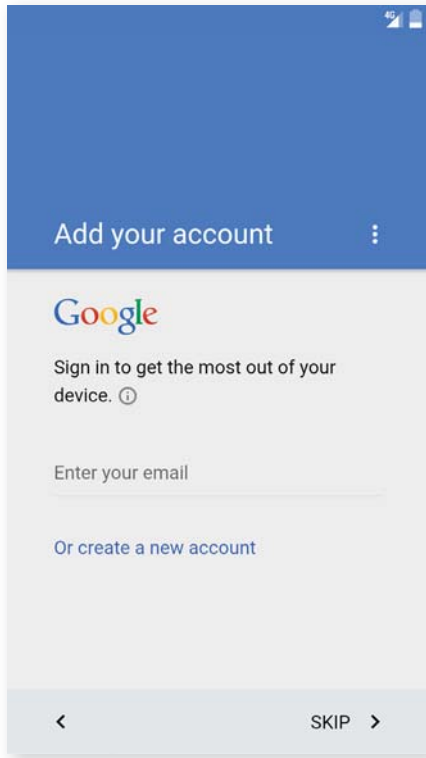 4G
Add your account
Google
Sign in to get the most out of your
device.
Enter your email
Or create a new account
SKIP